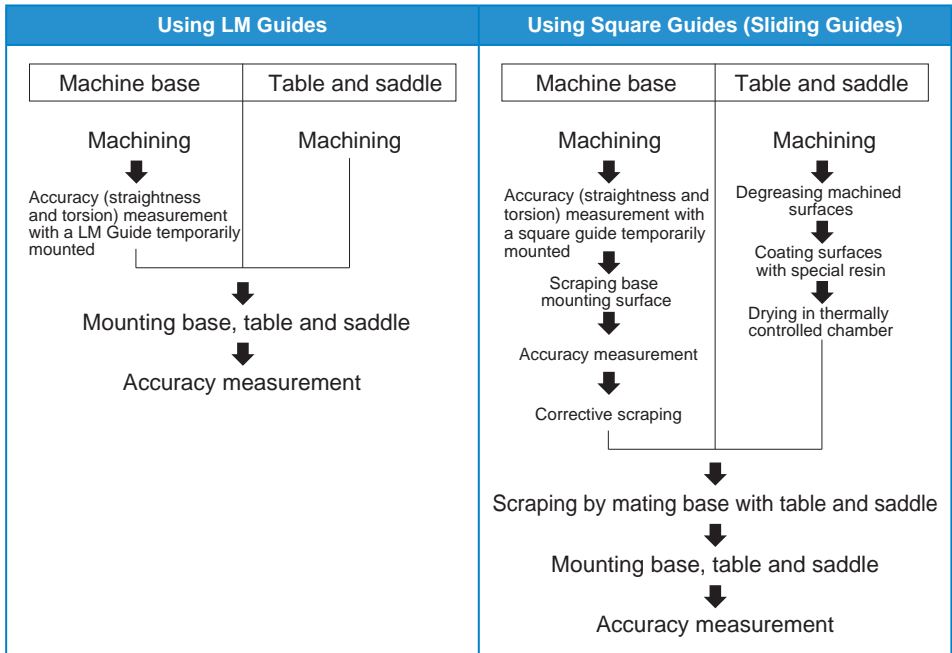 Using LM Guides
Machine base
Table and saddle
Machining
Accuracy (straightness
and torsion) measurement
with a LM Guide temporarily
mounted
Machining
Mounting base, table and saddle
Accuracy measurement
Using Square Guides (Sliding Guides)
Machine base
Table and saddle
Machining
Accuracy (straightness and
torsion) measurement with
a square guide temporarily
mounted
Scraping base
mounting surface
Accuracy measurement
Corrective scraping
Machining
Degreasing machined
surfaces
Coating surfaces
with special resin
Drying in thermally
controlled chamber
Scraping by mating base with table and saddle
Mounting base, table and saddle
Accuracy measurement